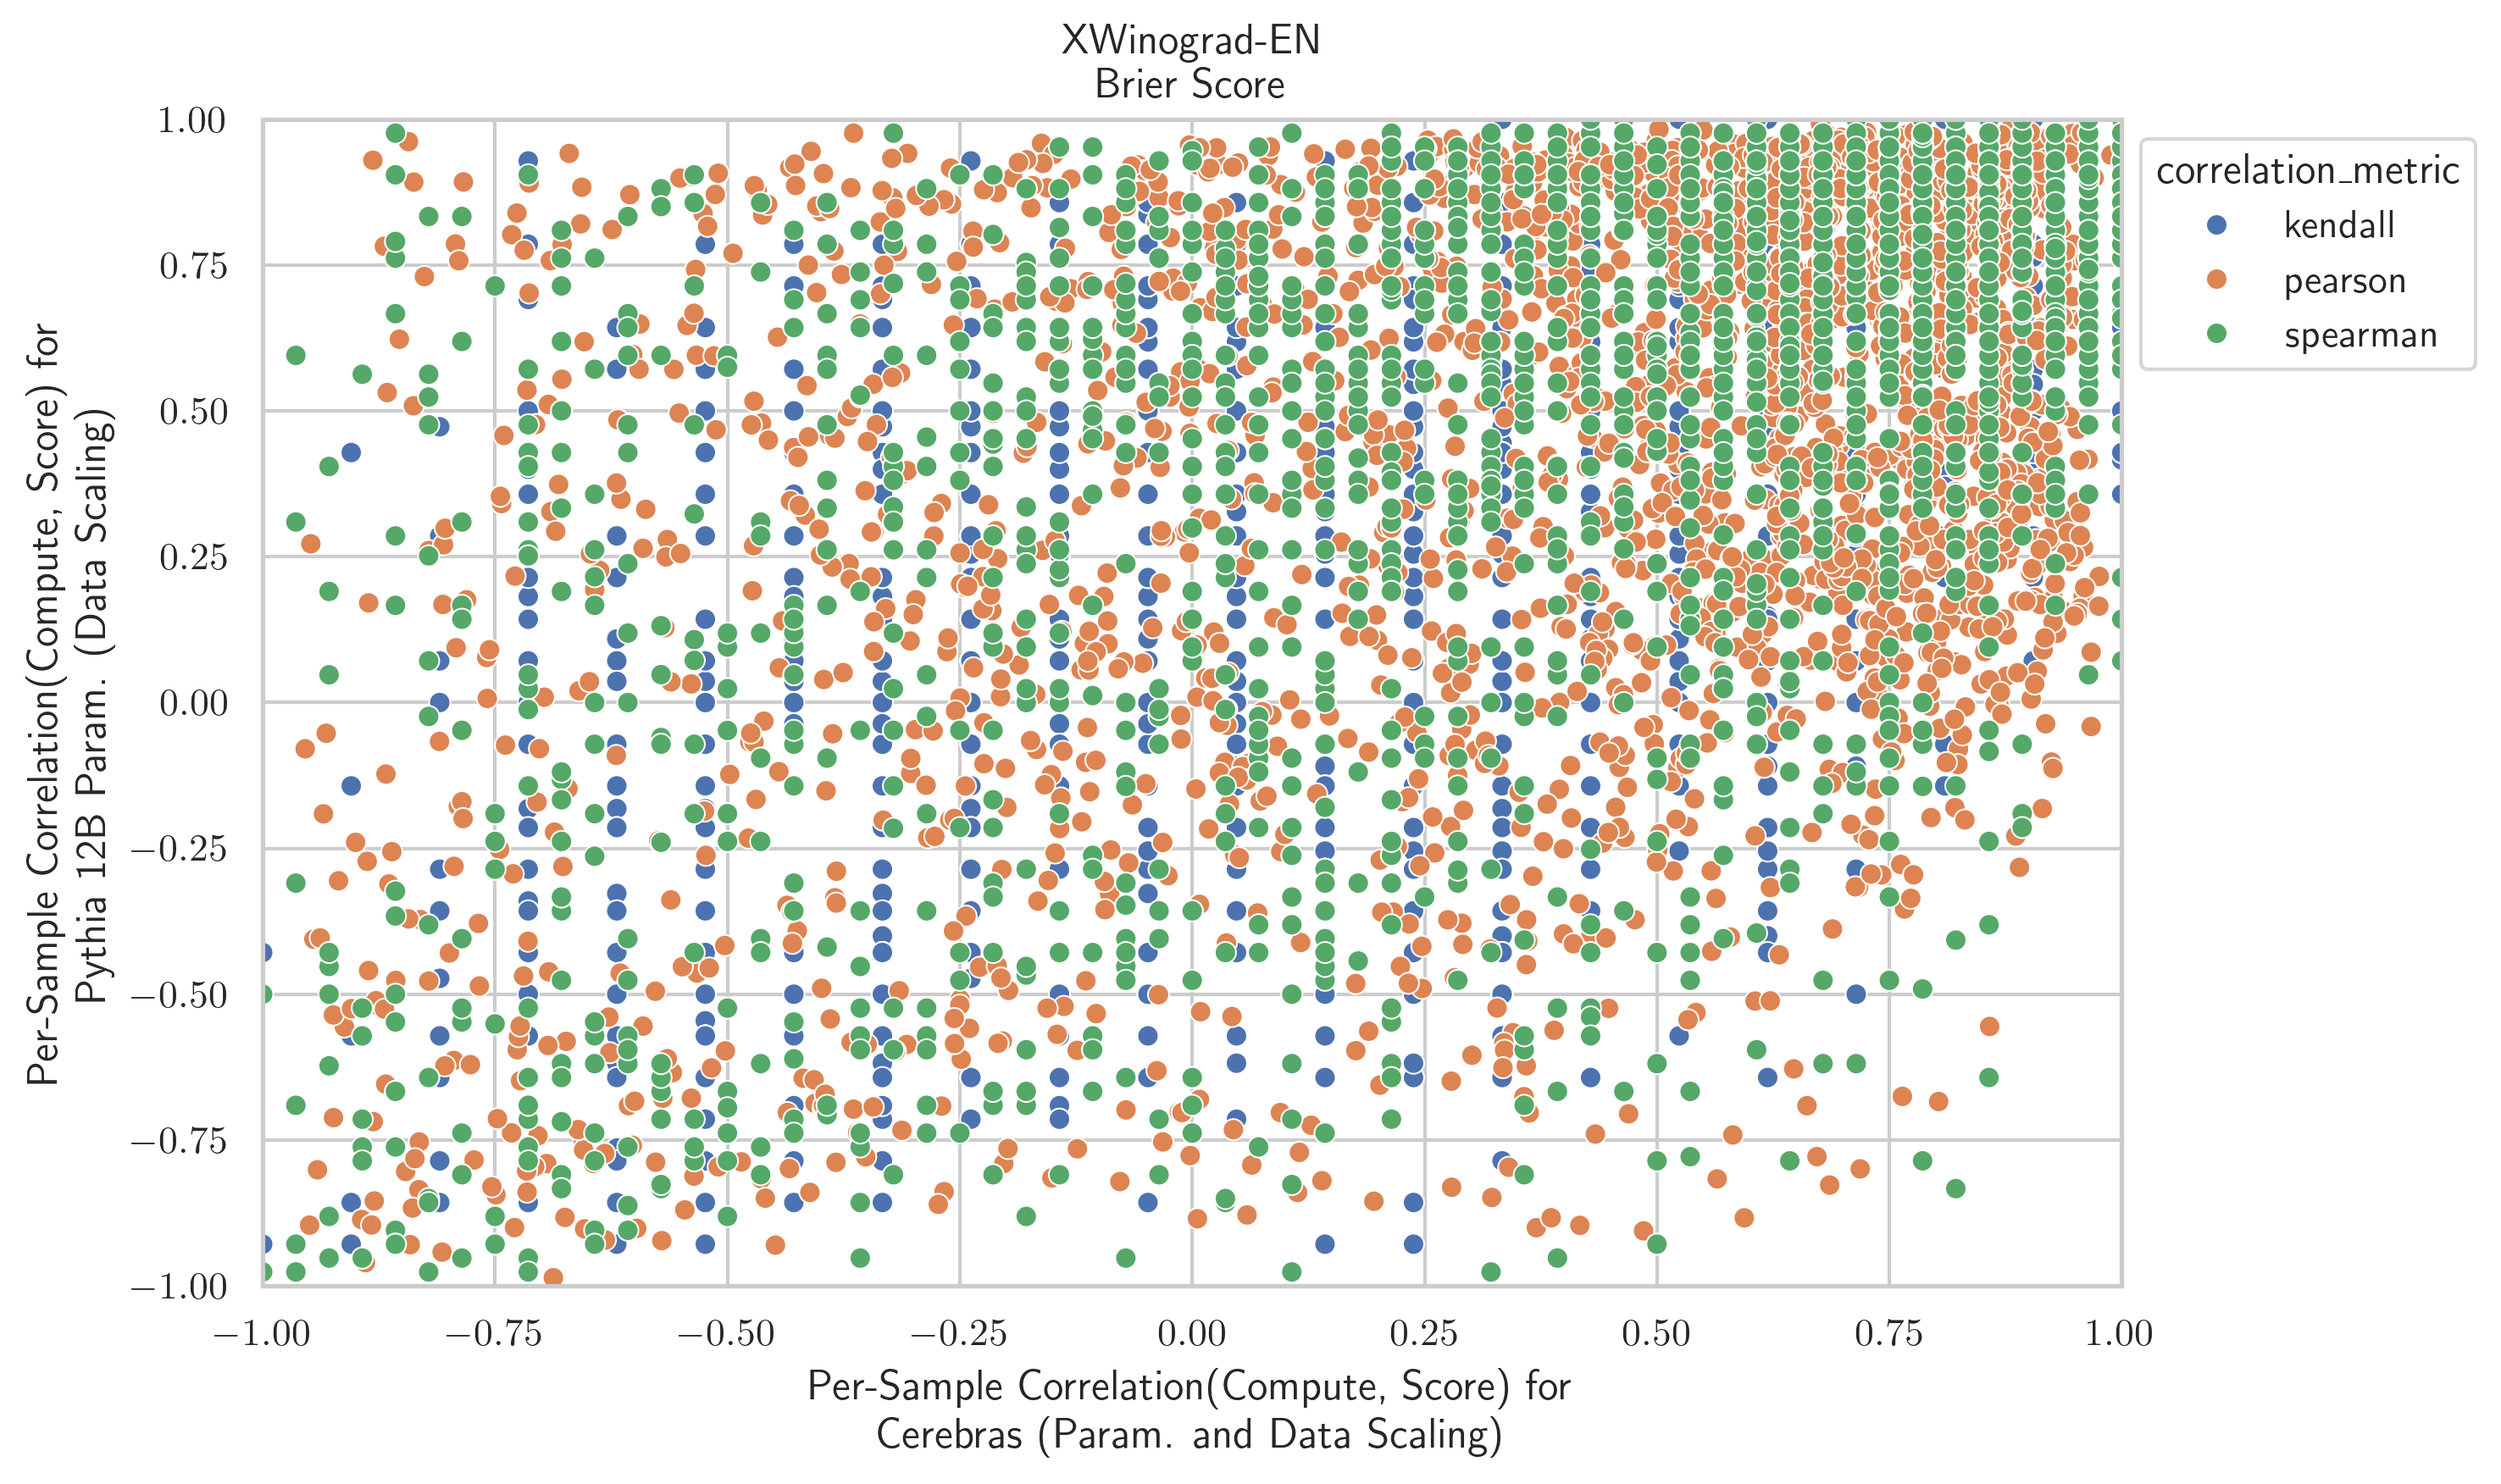 XWinograd-EN
Brier Score
Per-Sample Correlation(Compute, Score) for
Pythia 12B Param. (Data Scaling)
1.00
0.75
0.50
0.25
0.00
−0.25
−0.50
−0.75
−1.00
−1.00 −0.75 −0.50 −0.25 0.00 0.25 0.50 0.75 1.00
Per-Sample Correlation(Compute, Score) for
Cerebras (Param. and Data Scaling)
correlation_metric
kendall
pearson
spearman